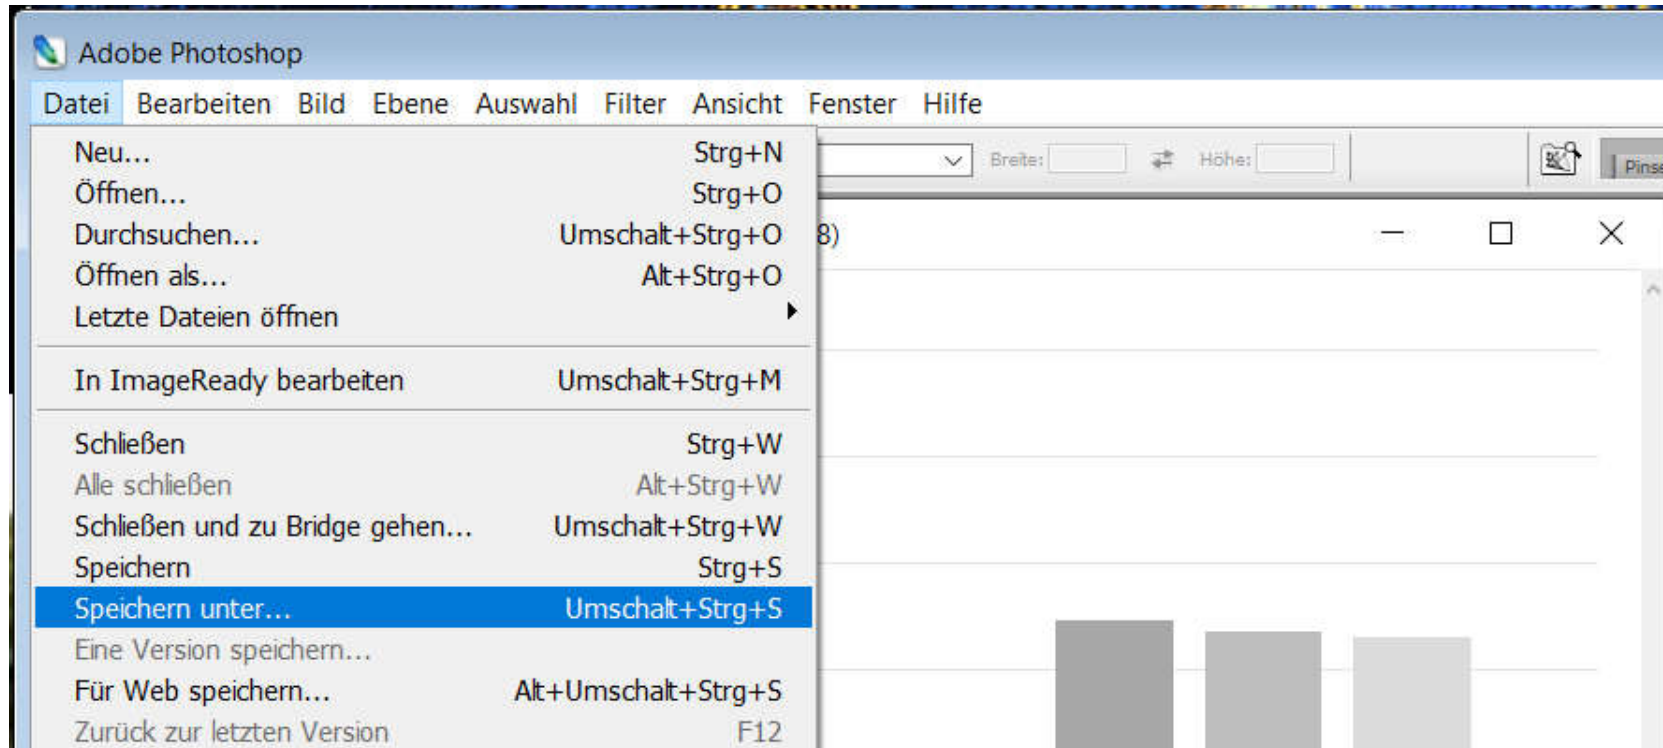 Adobe Photoshop
Datei Bearbeiten Bild Ebene Auswahl Filter Ansicht Fenster Hilfe
Breite: Höhe:
Neu... Strg+N
Öffnen... Strg+O
Durchsuchen... Umschalt+Strg+O
8)
Öffnen als... Alt+Strg+O
Letzte Dateien öffnen
In ImageReady bearbeiten Umschalt+Strg+M
Schließen Strg+W
Alle schließen Alt+Strg+W
Schließen und zu Bridge gehen... Umschalt+Strg+W
Speichern Strg+S
Speichern unter... Umschalt+Strg+S
Eine Version speichern...
Für Web speichern... Alt+Umschalt+Strg+S
Zurück zur letzten Version F12